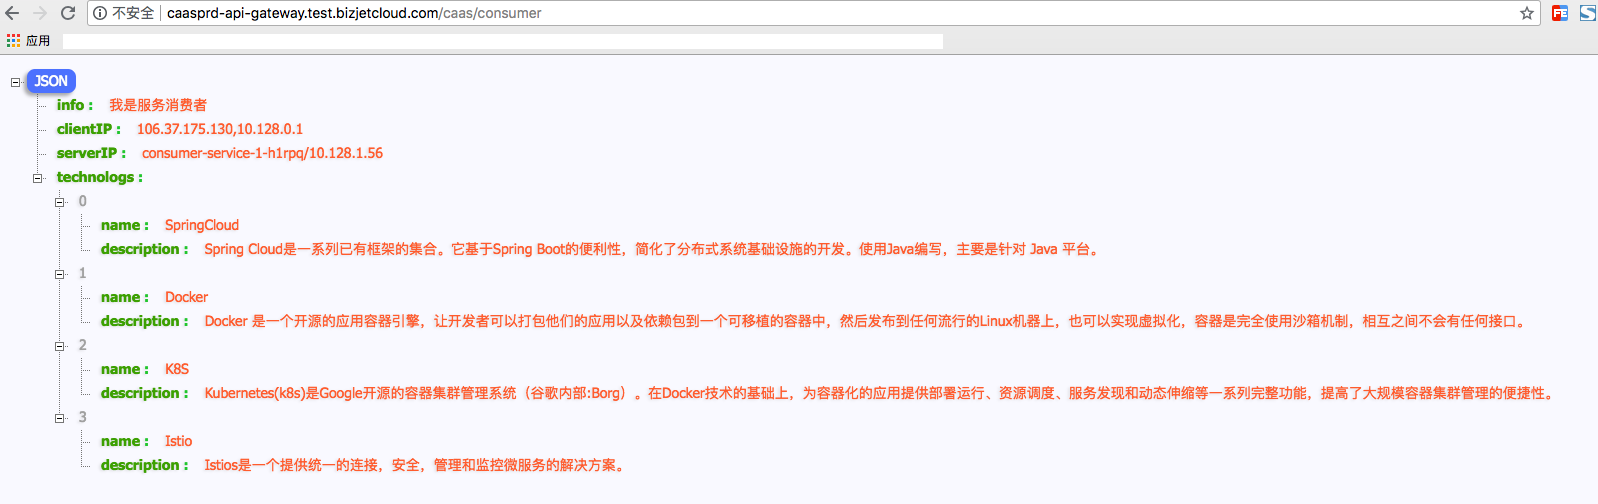 不安全 caasprd-api-gateway.test.bizjetcloud.com/caas/consumer
应用
JSON
info : 我是服务消费者
clientIP : 106.37.175.130,10.128.0.1
serverIP : consumer-service-1-h1rpq/10.128.1.56
technologs :
0
name : SpringCloud
description : Spring Cloud是一系列已有框架的集合。它基于Spring Boot的便利性，简化了分布式系统基础设施的开发。使用Java编写，主要是针对 Java 平台。
1
name : Docker
description : Docker 是一个开源的应用容器引擎，让开发者可以打包他们的应用以及依赖包到一个可移植的容器中，然后发布到任何流行的Linux机器上，也可以实现虚拟化，容器是完全使用沙箱机制，相互之间不会有任何接口。
2
name : K8S
description : Kubernetes(k8s)是Google开源的容器集群管理系统（谷歌内部:Borg）。在Docker技术的基础上，为容器化的应用提供部署运行、资源调度、服务发现和动态伸缩等一系列完整功能，提高了大规模容器集群管理的便捷性。
3
name : Istio
description : Istios是一个提供统一的连接，安全，管理和监控微服务的解决方案。